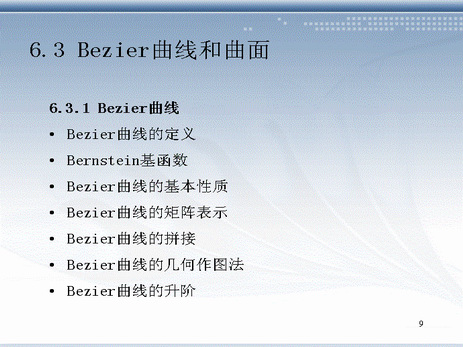 6.3 Bezier曲线和曲面
6.3.1 Bezier曲线
• Bezier曲线的定义
• Bernstein基函数
• Bezier曲线的基本性质
• Bezier曲线的矩阵表示
• Bezier曲线的拼接
• Bezier曲线的几何作图法
• Bezier曲线的升阶
9